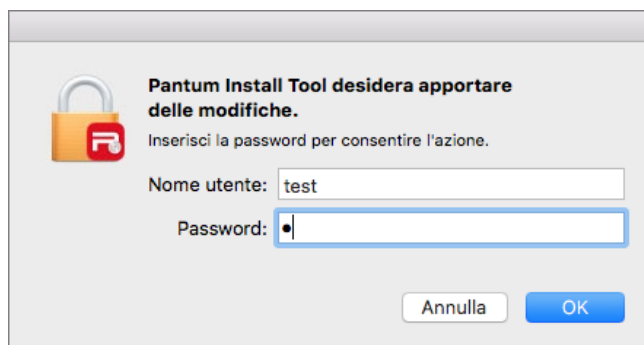 Pantum Install Tool desidera apportare
delle modifiche.
Inserisci la password per consentire l'azione.
Nome utente: test
Password: •
Annulla OK